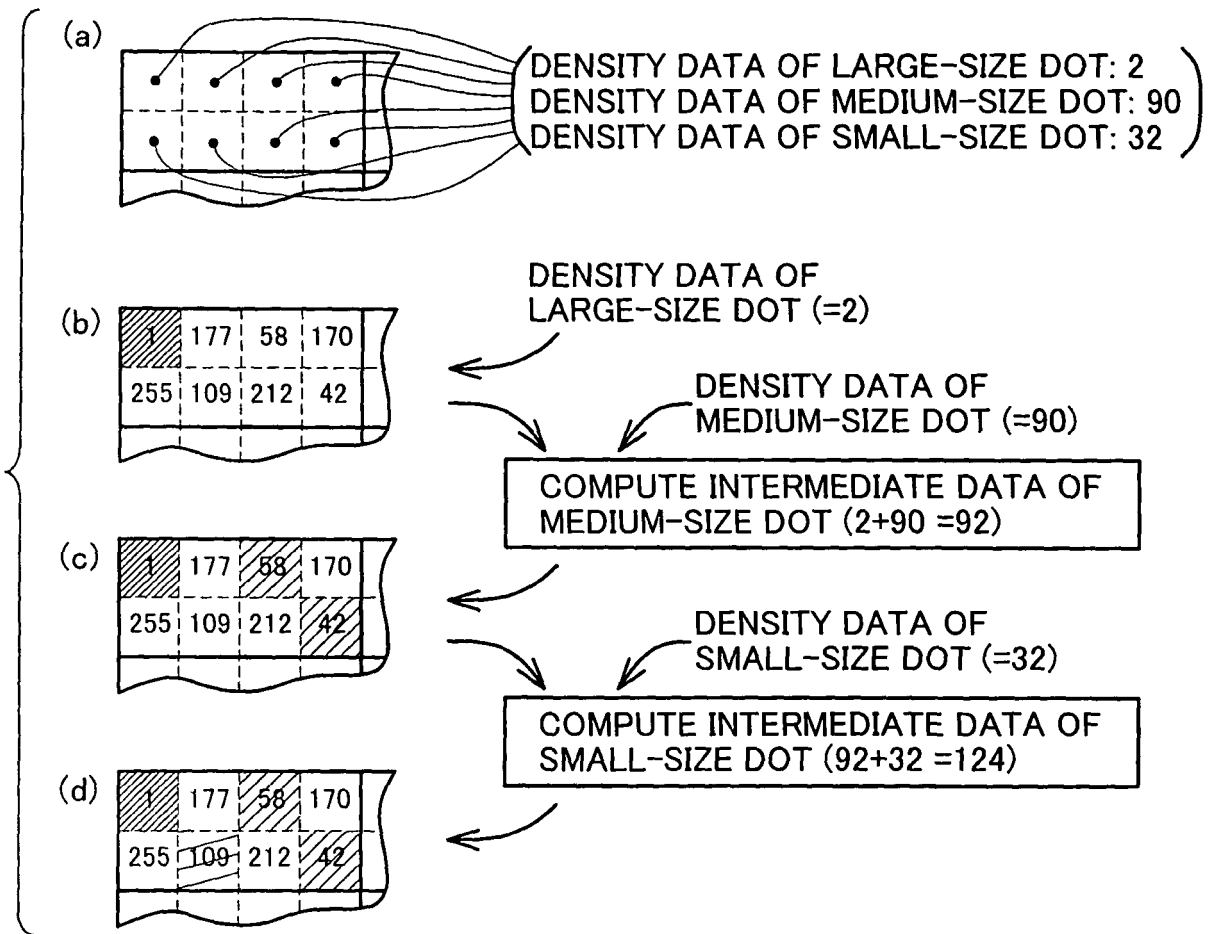 (a)
DENSITY DATA OF LARGE-SIZE DOT: 2
DENSITY DATA OF MEDIUM-SIZE DOT: 90
DENSITY DATA OF SMALL-SIZE DOT: 32
DENSITY DATA OF
LARGE-SIZE DOT (=2)
(b)
1 177 58 170
255 109 212 42
DENSITY DATA OF
MEDIUM-SIZE DOT (=90)
COMPUTE INTERMEDIATE DATA OF
MEDIUM-SIZE DOT (2+90 =92)
(c)
1 177 58 170
255 109 212 42
DENSITY DATA OF
SMALL-SIZE DOT (=32)
COMPUTE INTERMEDIATE DATA OF
SMALL-SIZE DOT (92+32 =124)
(d)
1 177 58 170
255 109 212 42